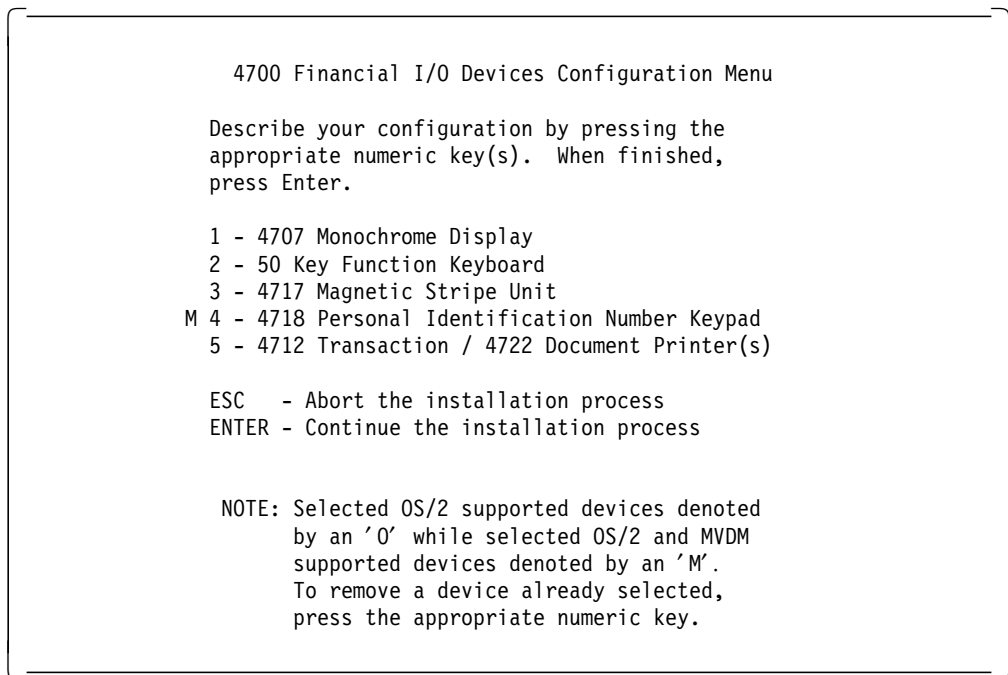 4700 Financial I/O Devices Configuration Menu
Describe your configuration by pressing the
appropriate numeric key(s).  When finished,
press Enter.
1 - 4707 Monochrome Display
2 - 50 Key Function Keyboard
3 - 4717 Magnetic Stripe Unit
M 4 - 4718 Personal Identification Number Keypad
5 - 4712 Transaction / 4722 Document Printer(s)
ESC   - Abort the installation process
ENTER - Continue the installation process
NOTE: Selected OS/2 supported devices denoted
by an ′O′ while selected OS/2 and MVDM
supported devices denoted by an ′M′.
To remove a device already selected,
press the appropriate numeric key.